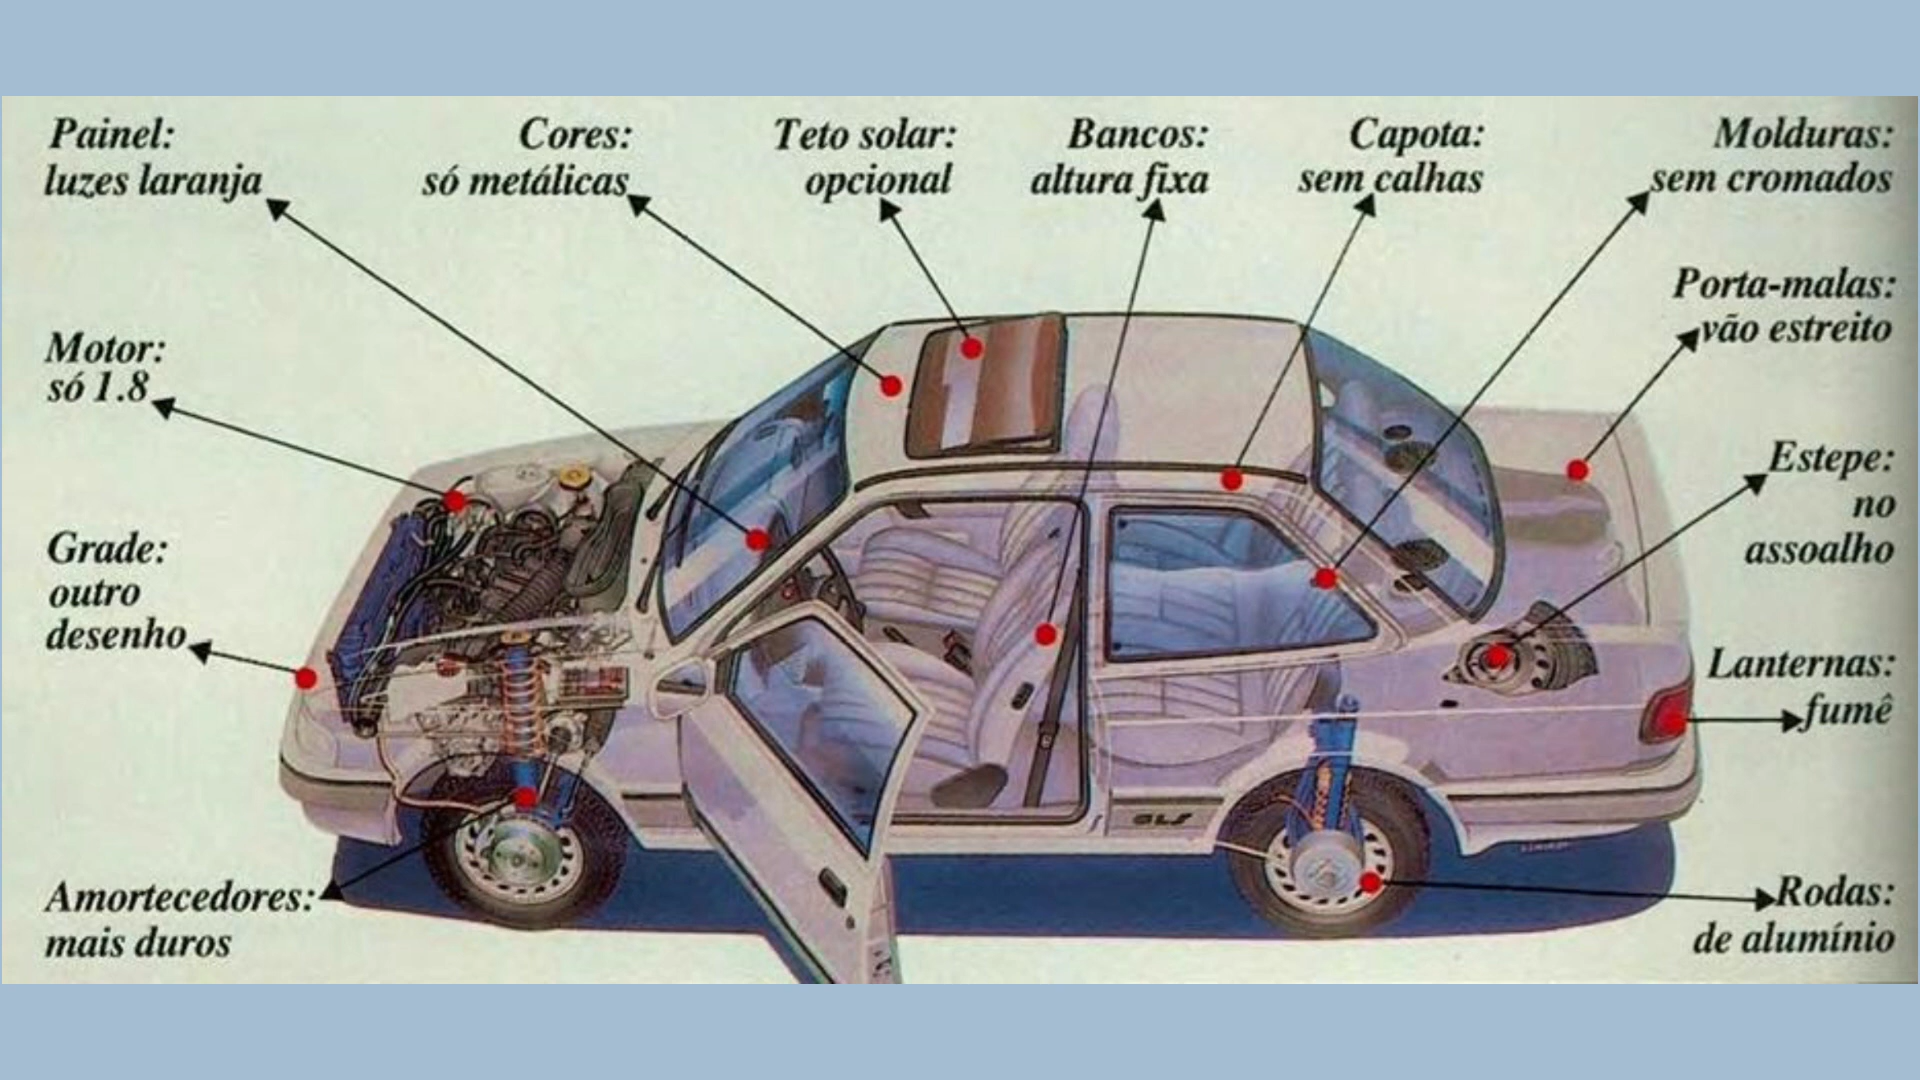 Painel:
luzes laranja
Cores:
só metálicas
Teto solar:
opcional
Bancos:
altura fixa
Capota:
sem calhas
Molduras:
sem cromados
Porta-malas:
vão estreito
Motor:
só 1.8
Estepe:
no
assoalho
Grade:
outro
desenho
Lanternas:
fumê
GLS
Amortecedores:
mais duros
Rodas:
de alumínio